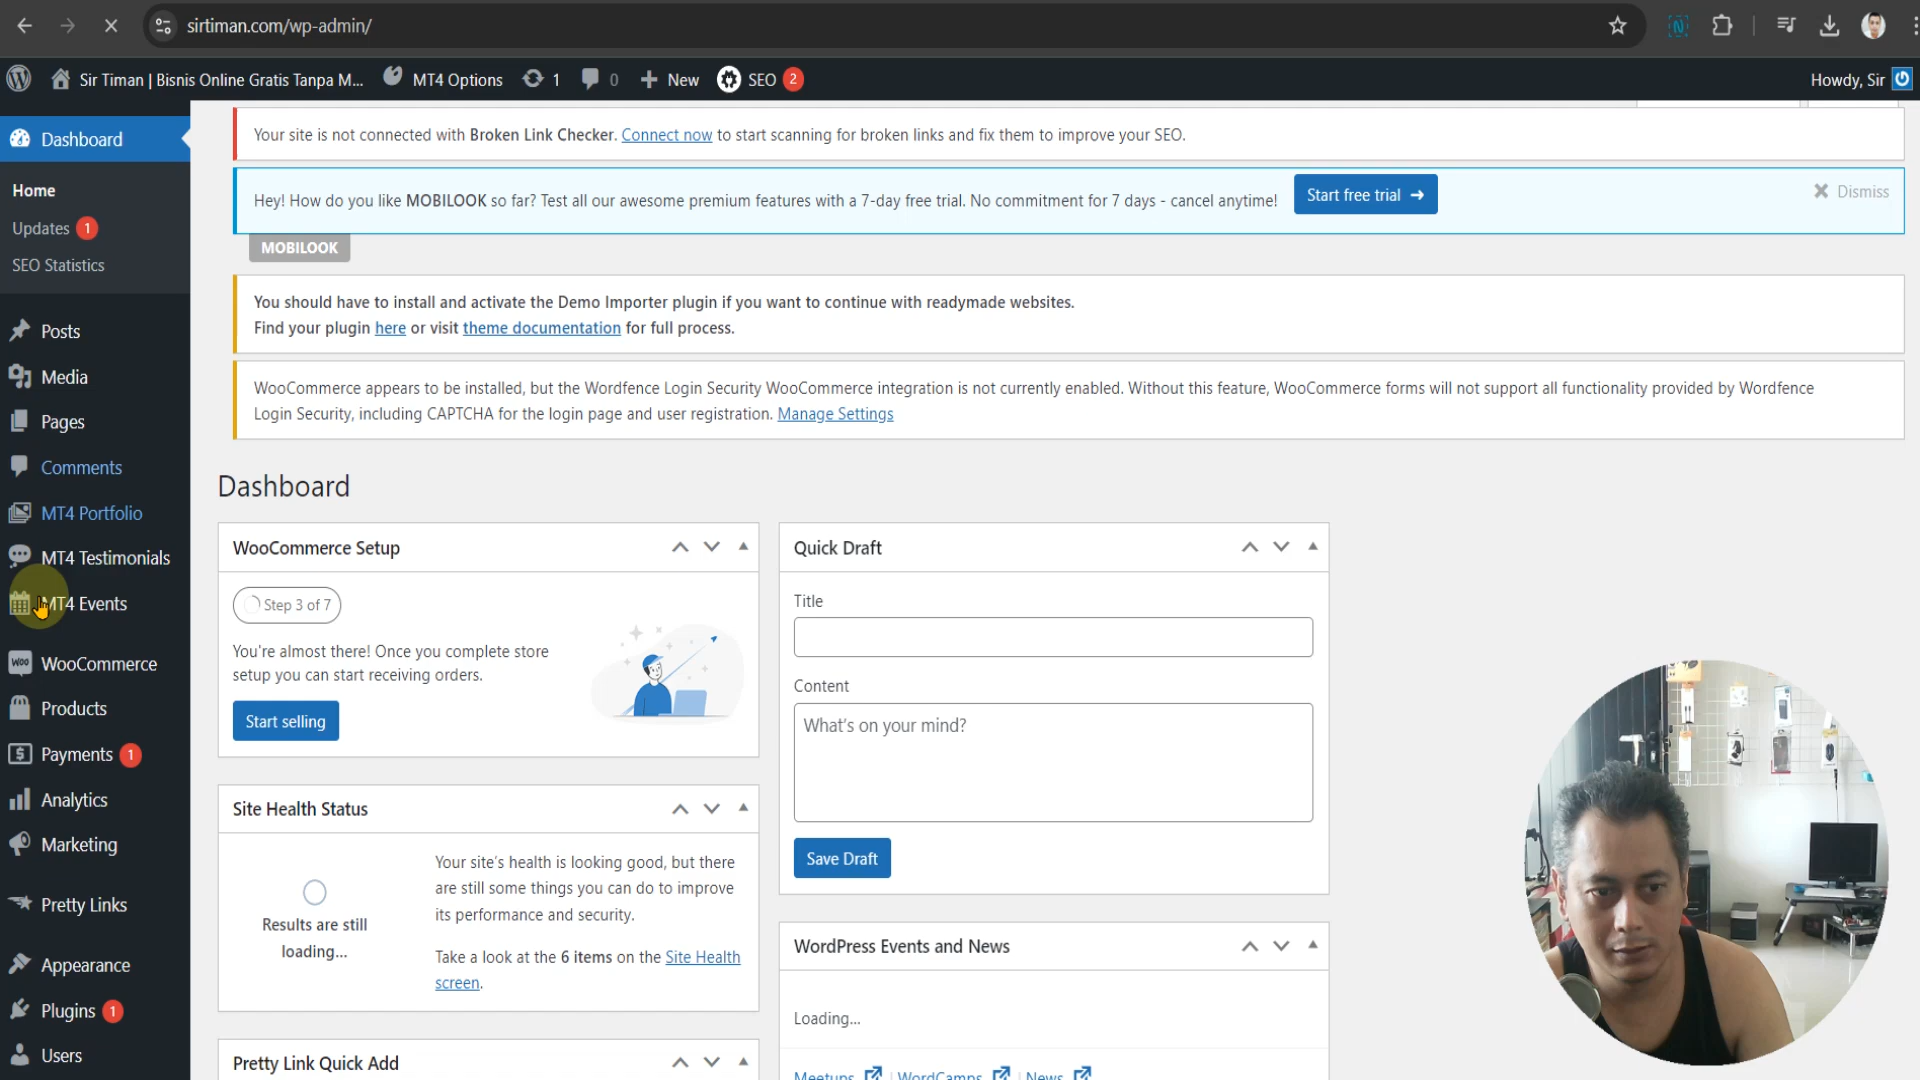 sirtiman.com/wp-admin/
Sir Timan | Bisnis Online Gratis Tanpa M...
MT4 Options
1
0
New
SEO 2
Howdy, Sir
Dashboard
Home
Updates 1
SEO Statistics
Posts
Media
Pages
Comments
MT4 Portfolio
MT4 Testimonials
MT4 Events
WooCommerce
Products
Payments 1
Analytics
Marketing
Pretty Links
Appearance
Plugins 1
Users
Your site is not connected with Broken Link Checker. Connect now to start scanning for broken links and fix them to improve your SEO.
Hey! How do you like MOBILOOK so far? Test all our awesome premium features with a 7-day free trial. No commitment for 7 days - cancel anytime!
Start free trial →
Dismiss
MOBILOOK
You should have to install and activate the Demo Importer plugin if you want to continue with readymade websites.
Find your plugin here or visit theme documentation for full process.
WooCommerce appears to be installed, but the Wordfence Login Security WooCommerce integration is not currently enabled. Without this feature, WooCommerce forms will not support all functionality provided by Wordfence
Login Security, including CAPTCHA for the login page and user registration. Manage Settings
Dashboard
WooCommerce Setup
Step 3 of 7
You're almost there! Once you complete store
setup you can start receiving orders.
Start selling
Site Health Status
Results are still
loading...
Your site's health is looking good, but there
are still some things you can do to improve
its performance and security.
Take a look at the 6 items on the Site Health
screen.
Pretty Link Quick Add
Quick Draft
Title
Content
What's on your mind?
Save Draft
WordPress Events and News
Loading...
Meetups | WordCamps | News